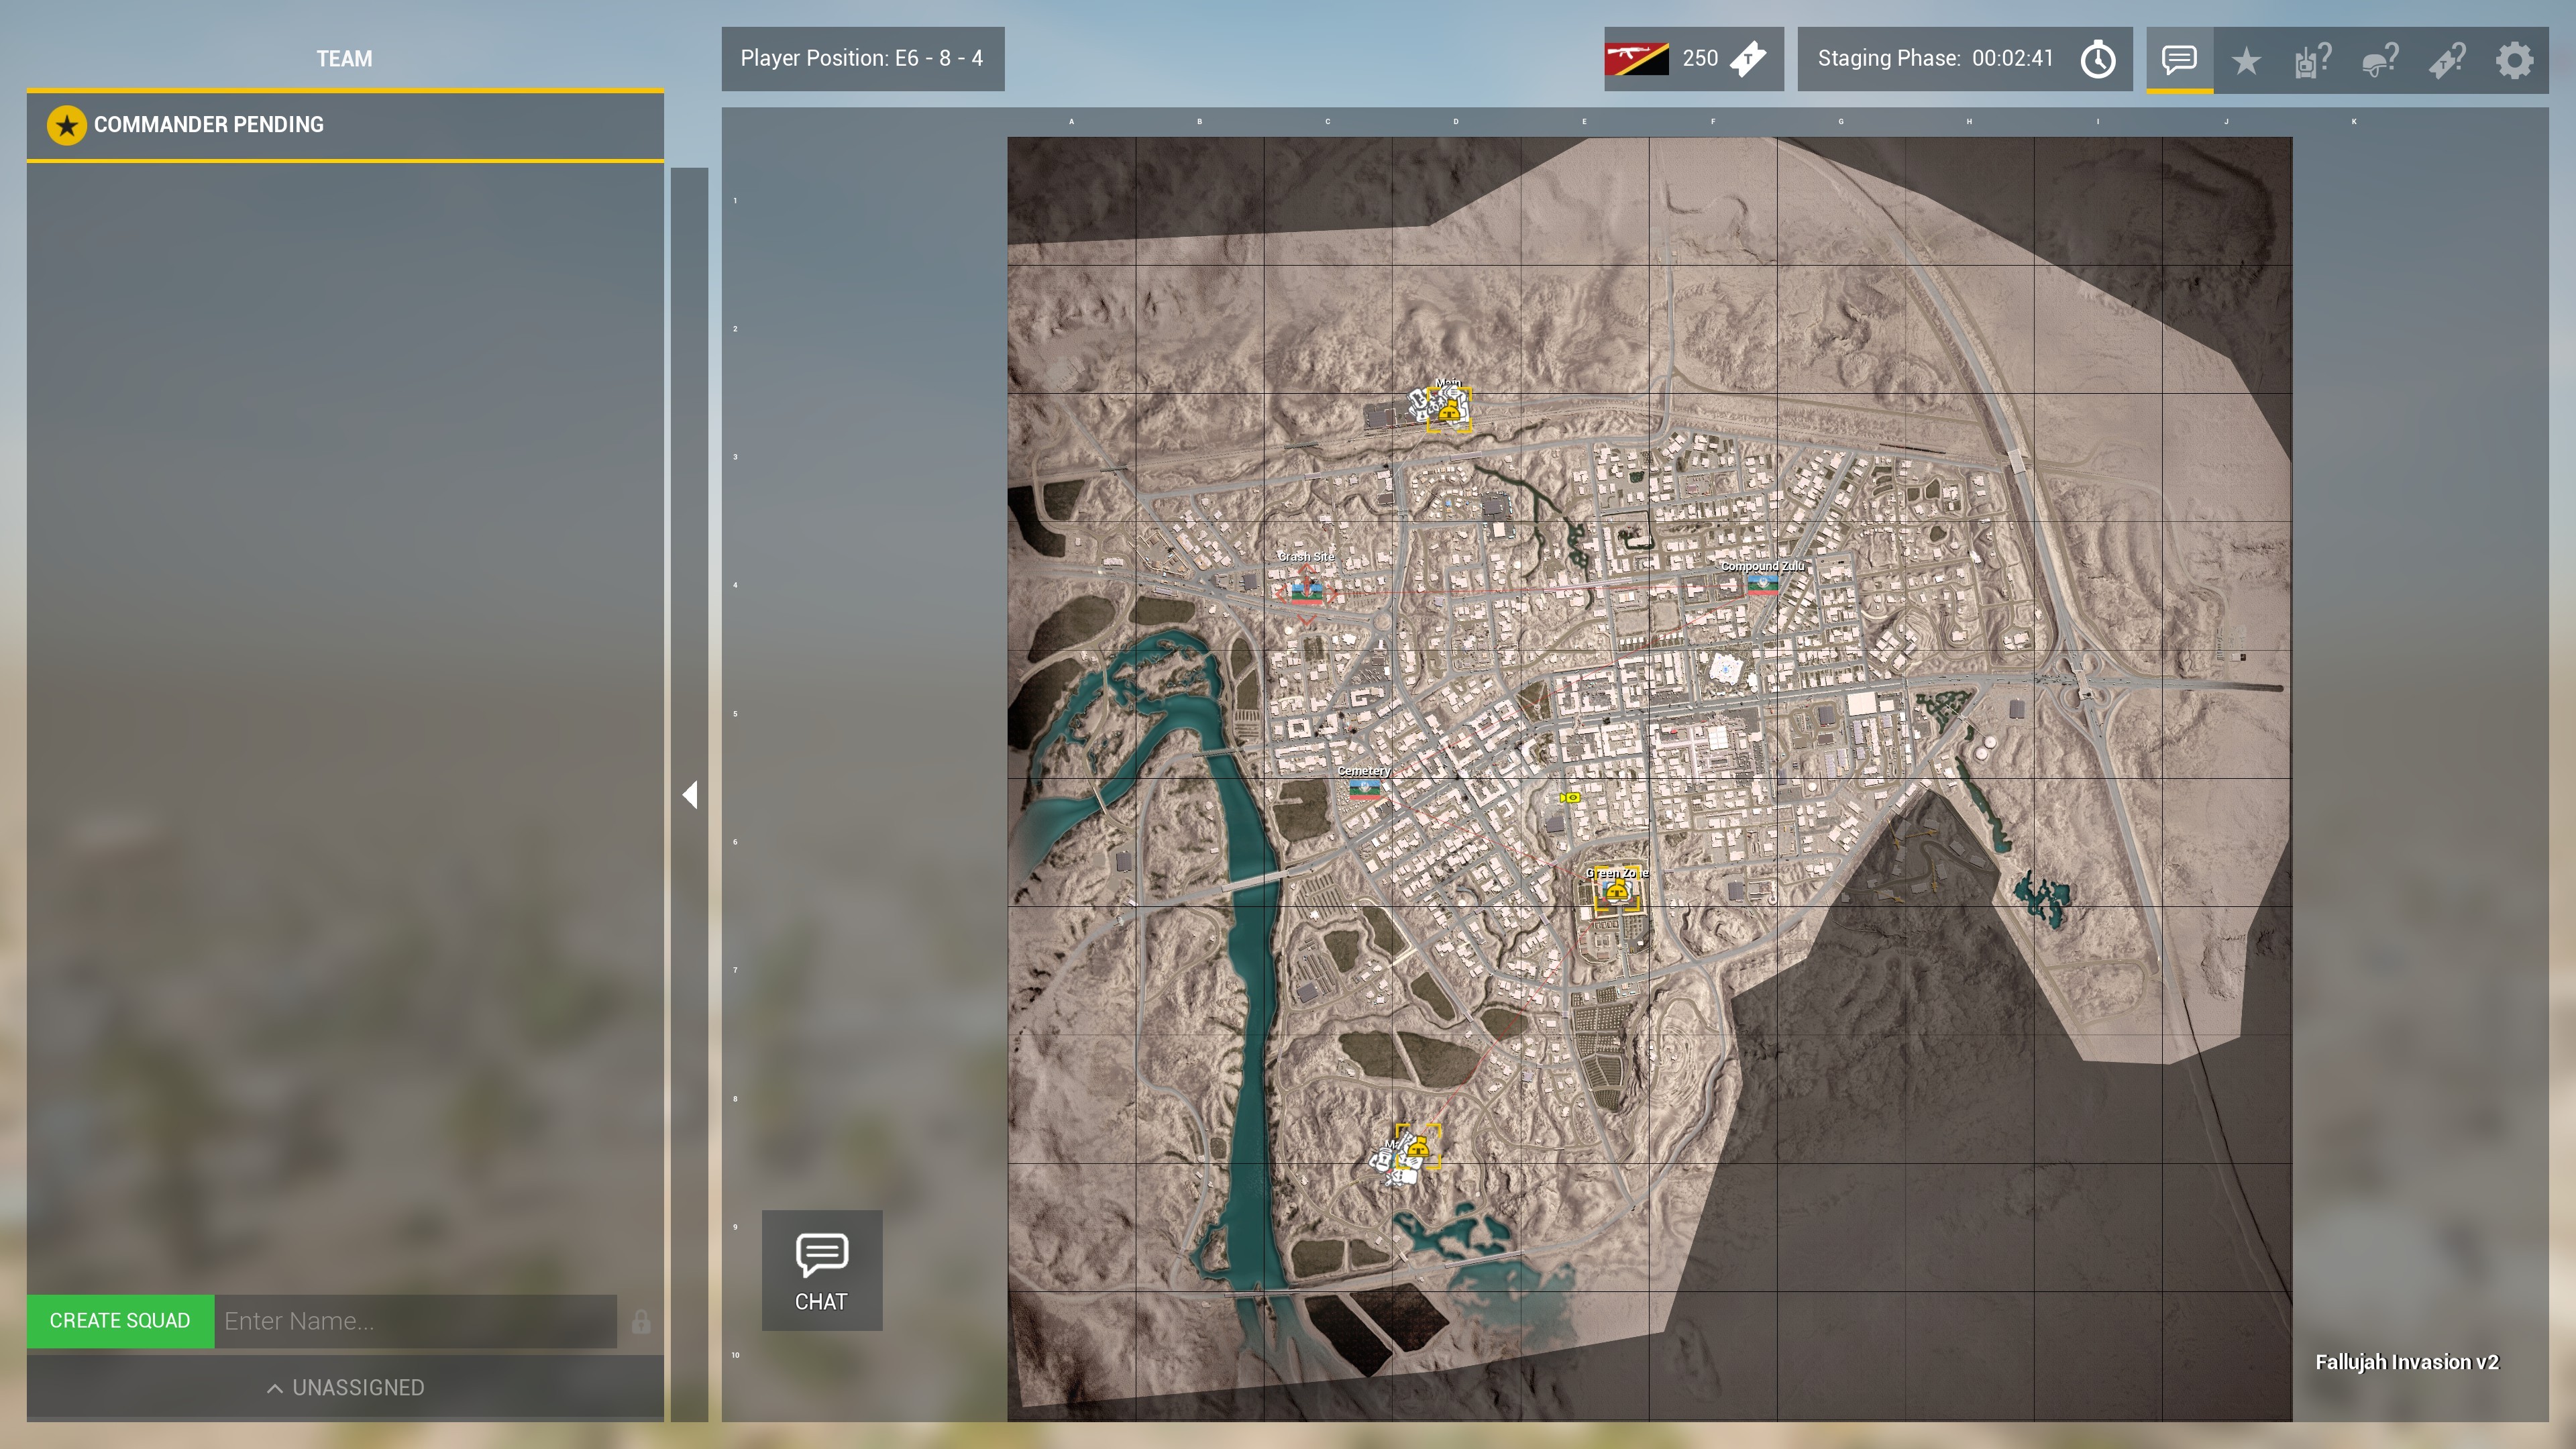 TEAM
Player Position: E6 - 8 - 4
250
Staging Phase: 00:02:41
COMMANDER PENDING
A B C D E F G H I J K
1
2
Main
3
Crash Site
Compound Zulu
4
5
Cemetery
6
Green Zone
7
8
9
CHAT
CREATE SQUAD
Enter Name...
10
Fallujah Invasion v2
UNASSIGNED